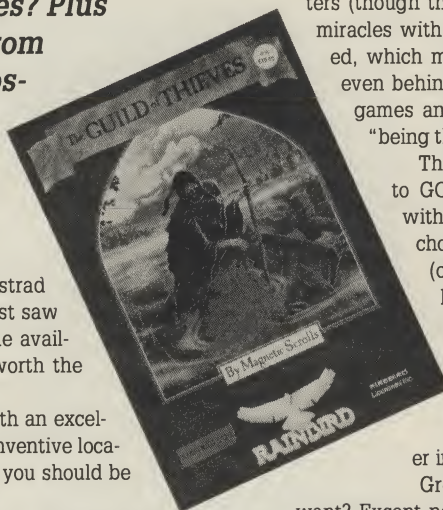 es? Plus
om
s-
strad
st saw
e avail-
worth the
th an excel-
nventive loca-
you should be
The GUILD of THIEVES
By Magnetic Scrolls
RAINBIRD
ters (though th
miracles with
ed, which m
even behin
games an
"being t
Th
to GO
with
cho
(c
er i
Gr
want? Except n